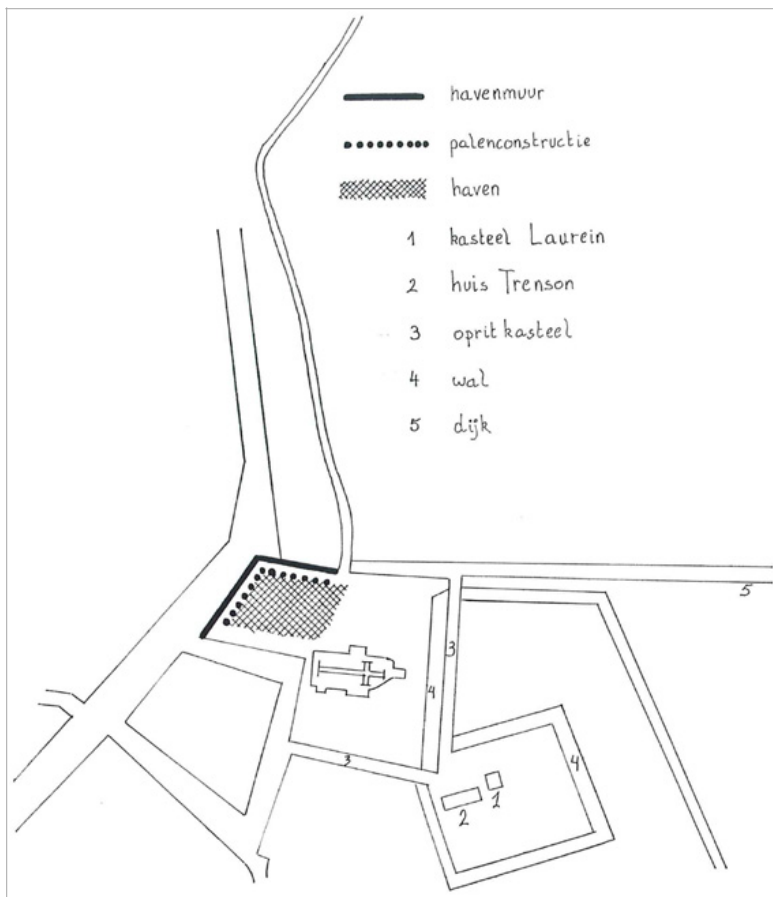 havenmuur
palenconstructie
haven
1 kasteel Laurein
2 huis Trenson
3 oprit kasteel
4 wal
5 dijk
5
3
4
3
4
1
2